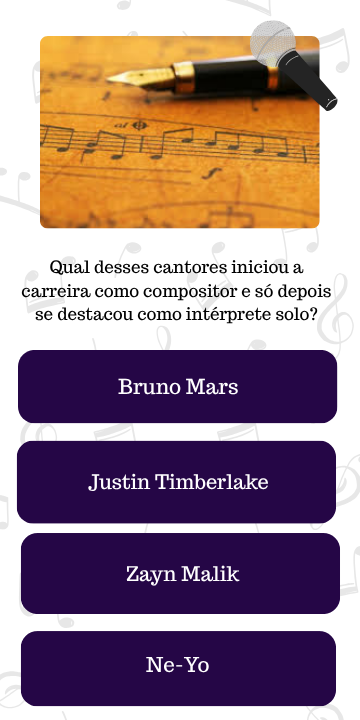 Qual desses cantores iniciou a
carreira como compositor e só depois
se destacou como intérprete solo?
Bruno Mars
Justin Timberlake
Zayn Malik
Ne-Yo